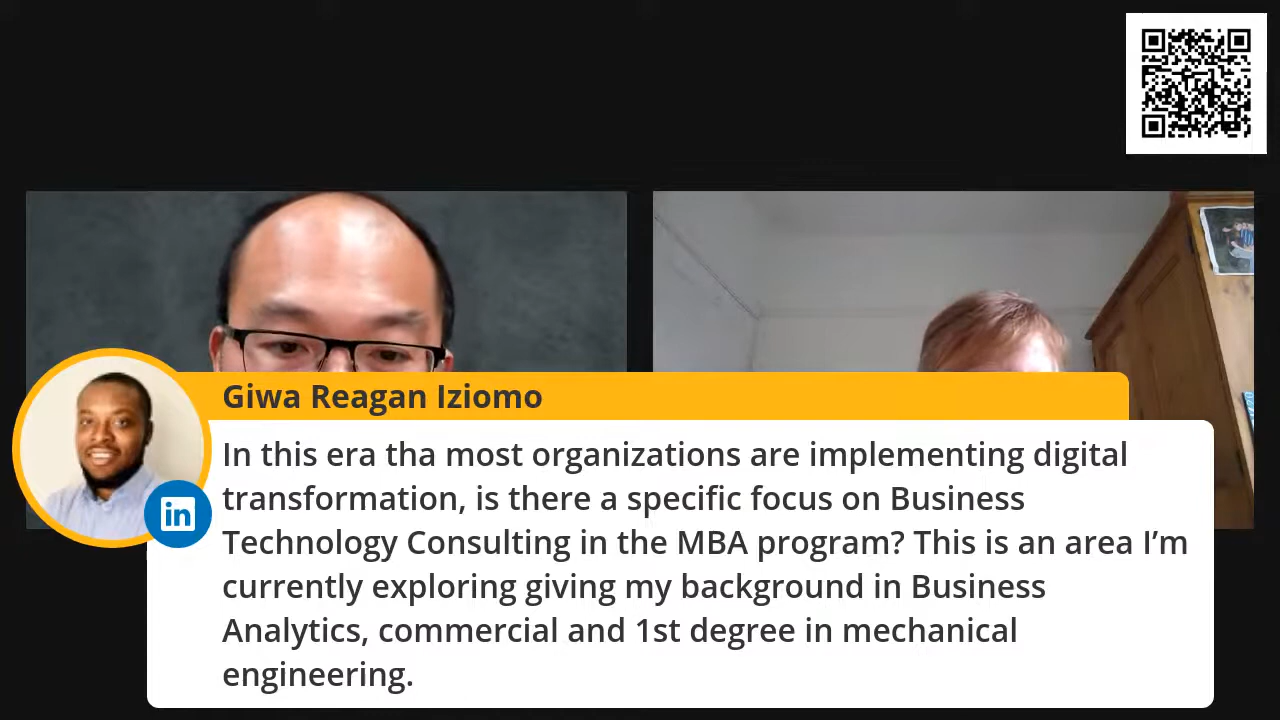 Giwa Reagan Iziomo
In this era tha most organizations are implementing digital
transformation, is there a specific focus on Business
Technology Consulting in the MBA program? This is an area I’m
currently exploring giving my background in Business
Analytics, commercial and 1st degree in mechanical
engineering.
in